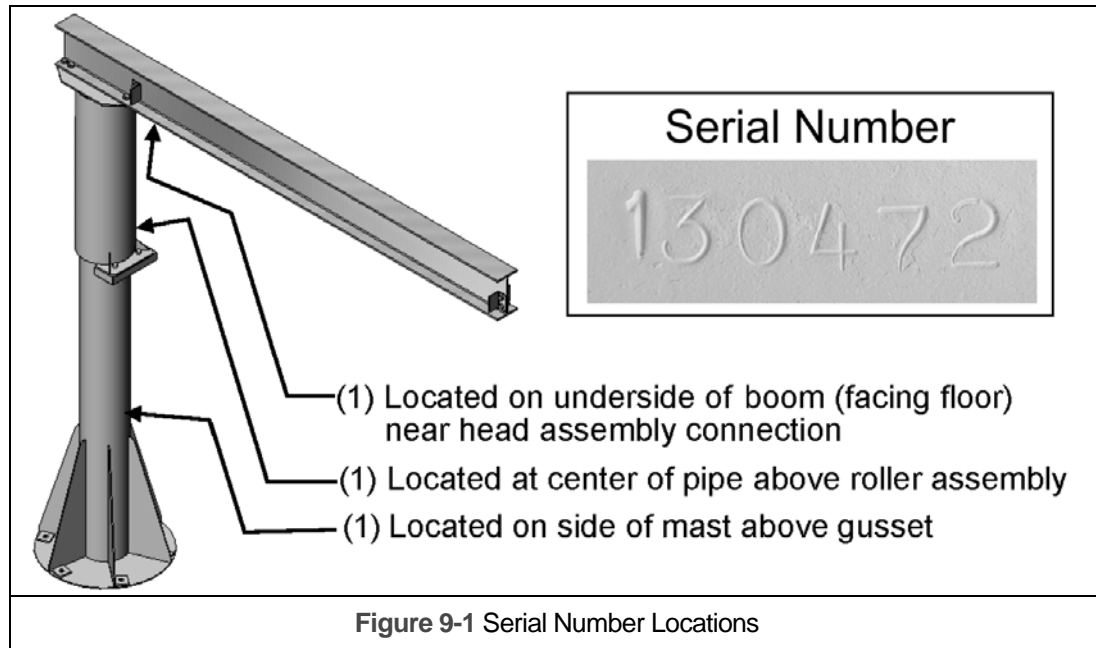 Serial Number
130472
(1) Located on underside of boom (facing floor)
near head assembly connection
(1) Located at center of pipe above roller assembly
(1) Located on side of mast above gusset
Figure 9-1 Serial Number Locations